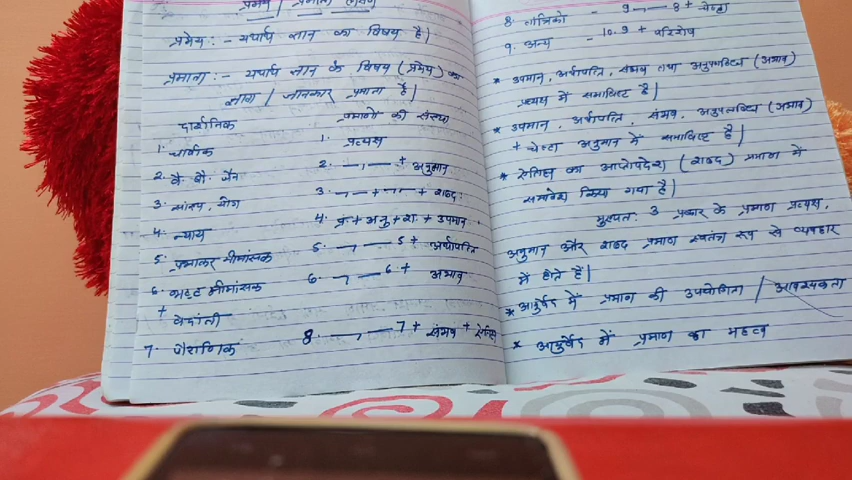 प्रमेय / प्रमाता लक्षण
प्रमेय :- यथार्थ ज्ञान का विषय है।
प्रमाता :- यथार्थ ज्ञान के विषय (प्रमेय) का
ज्ञाता / जानकार प्रमाता है।
दार्शनिक प्रमाणों की संख्या
1. चार्वाक 1. प्रत्यक्ष
2. वै. बौ. जैन 2. —〃— + अनुमान
3. सांख्य, योग 3. —〃—+—〃— + शब्द
4. न्याय 4. प्र. + अनु + श. + उपमान
5. प्रभाकर मीमांसक 5. —〃— 5 + अर्थापत्ति
6. भट्ट मीमांसक 6. —〃— 6 + अभाव
+
वेदांती
7. पौराणिक 8. —〃— 7 + संभव + ऐतिह्य
8. तांत्रिको - 9 —〃— 8 + चेष्टा
9. अन्य - 10. 9 + परिशेष
* उपमान, अर्थापत्ति, संभव तथा अनुपलब्धि (अभाव)
प्रत्यक्ष में समाविष्ट है।
* उपमान, अर्थापत्ति, संभव, अनुपलब्धि (अभाव)
+ चेष्टा अनुमान में समाविष्ट है।
* ऐतिह्य का आप्तोपदेश (शब्द) प्रमाण में
समावेश किया गया है।
मुख्यतः 3 प्रकार के प्रमाण प्रत्यक्ष,
अनुमान और शब्द प्रमाण स्वतंत्र रूप से व्यवहार
में होते हैं।
* आयुर्वेद में प्रमाण की उपयोगिता / आवश्यकता
* आयुर्वेद में प्रमाण का महत्व